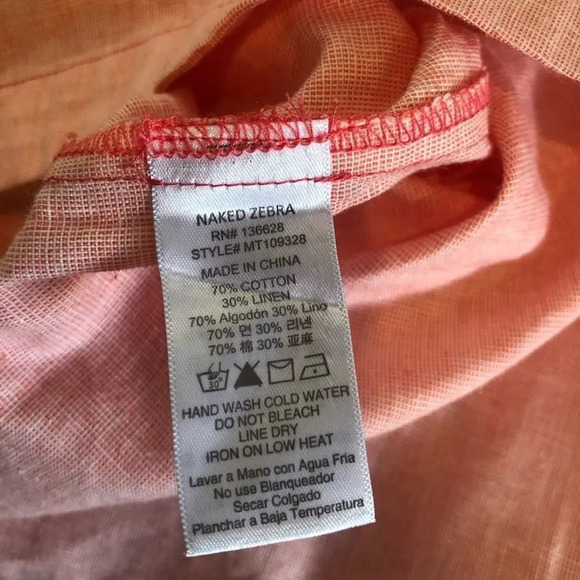 NAKED ZEBRA
RN# 136628
STYLE# MT109328
MADE IN CHINA
70% COTTON
30% LINEN
70% Algodón 30% Lino
70% 면 30% 리넨
70% 棉 30% 亚麻
30°
HAND WASH COLD WATER
DO NOT BLEACH
LINE DRY
IRON ON LOW HEAT
Lavar a Mano con Agua Fría
No use Blanqueador
Secar Colgado
Planchar a Baja Temperatura